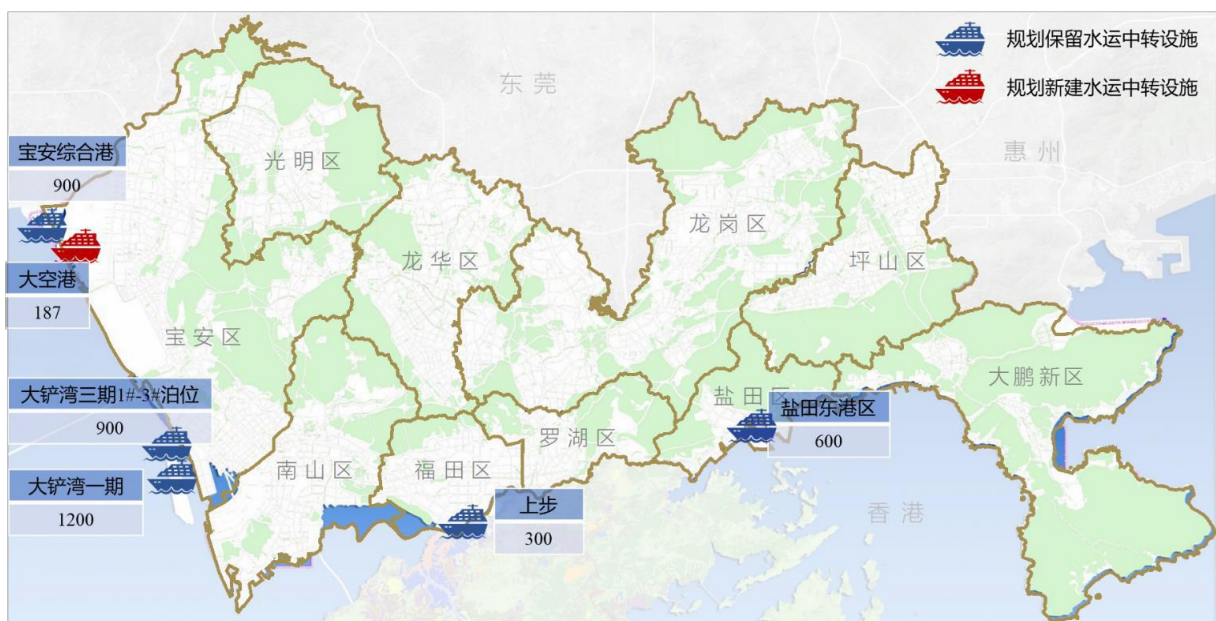 规划保留水运中转设施
规划新建水运中转设施
东莞
惠州
宝安综合港
900
光明区
龙岗区
龙华区
坪山区
大空港
187
宝安区
大鹏新区
大铲湾三期1#-3#泊位
900
盐田区
盐田东港区
600
罗湖区
南山区
福田区
大铲湾一期
1200
上步
300
香港